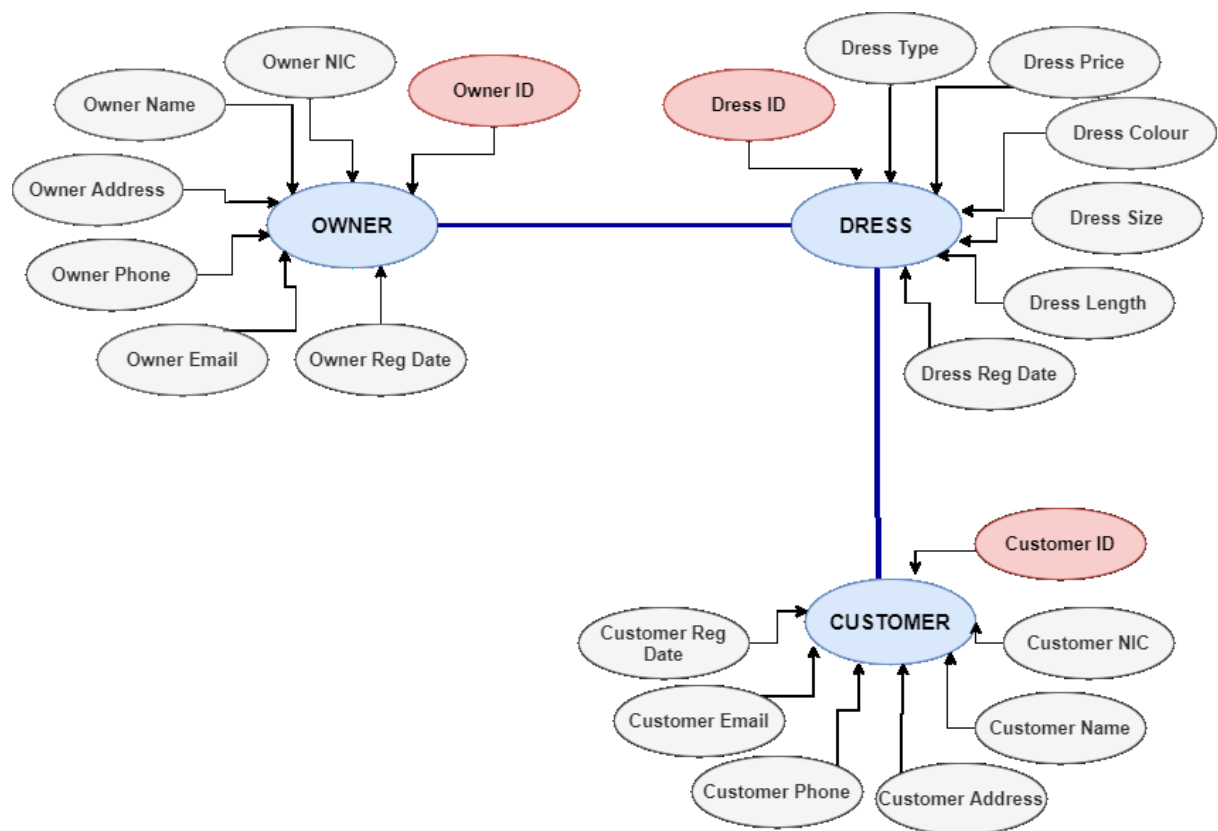 Owner NIC
Owner ID
Owner Name
Owner Address
OWNER
Owner Phone
Owner Email
Owner Reg Date
Dress Type
Dress Price
Dress ID
Dress Colour
DRESS
Dress Size
Dress Length
Dress Reg Date
Customer ID
CUSTOMER
Customer Reg
Date
Customer NIC
Customer Email
Customer Name
Customer Phone
Customer Address